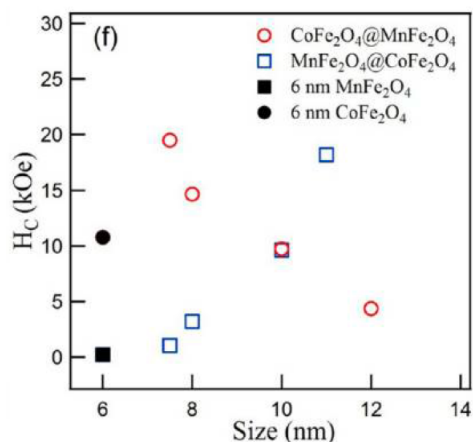 (f)
CoFe₂O₄@MnFe₂O₄
MnFe₂O₄@CoFe₂O₄
6 nm MnFe₂O₄
6 nm CoFe₂O₄
H_C (kOe)
30
25
20
15
10
5
0
6 8 10 12 14
Size (nm)